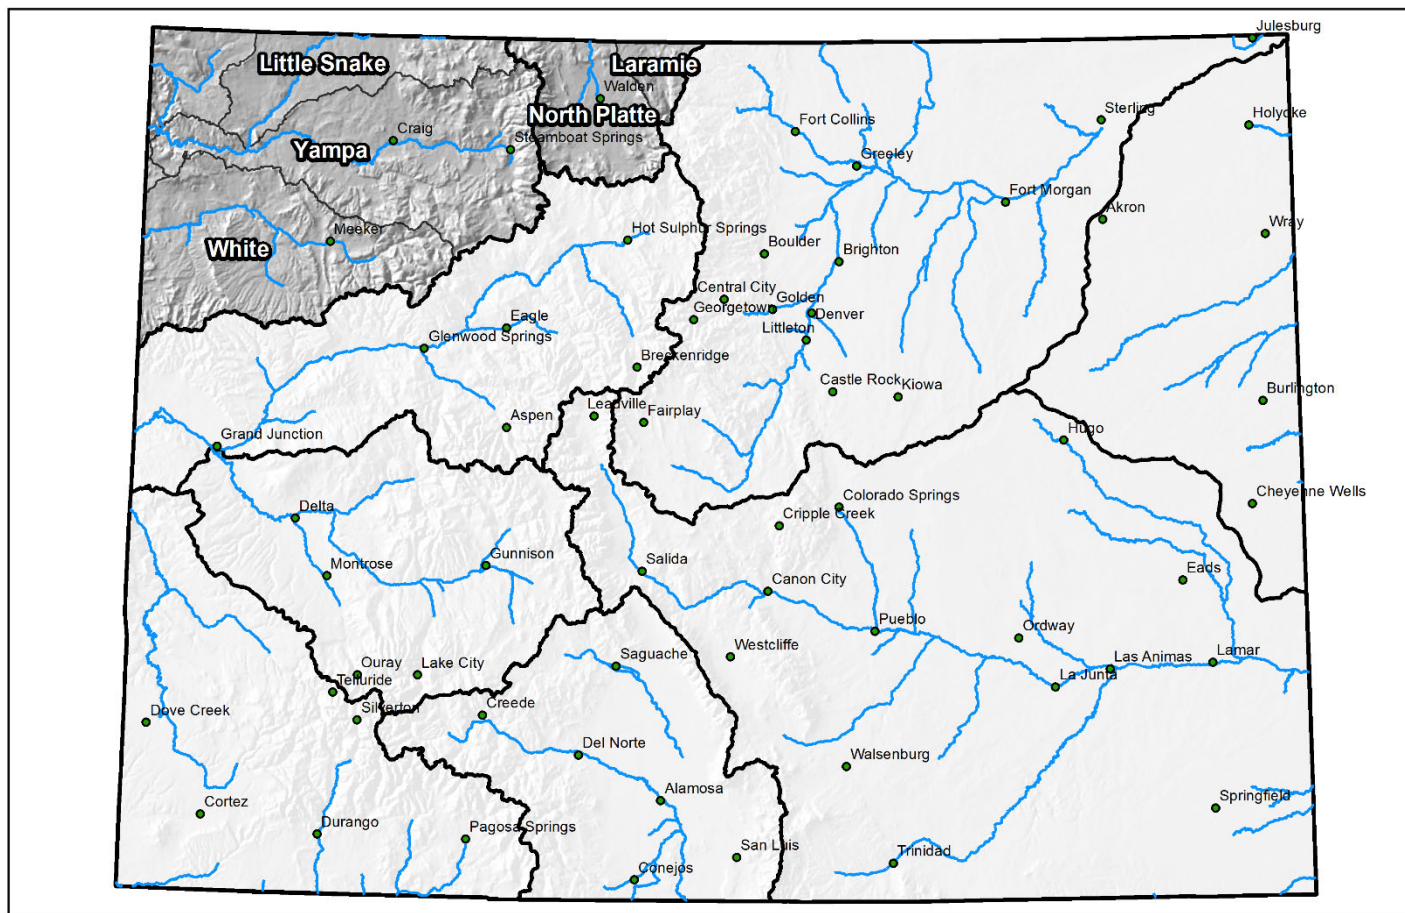 Julesburg
Little Snake
Laramie
Walden
North Platte
Sterling
Holyoke
Fort Collins
Craig
Steamboat Springs
Yampa
Greeley
Fort Morgan
Akron
Wray
Meeker
White
Hot Sulphur Springs
Boulder
Brighton
Central City
Golden
Georgetown
Denver
Eagle
Littleton
Glenwood Springs
Breckenridge
Castle Rock
Kiowa
Burlington
Leadville
Aspen
Fairplay
Grand Junction
Hugo
Cheyenne Wells
Colorado Springs
Delta
Cripple Creek
Gunnison
Salida
Montrose
Canon City
Eads
Pueblo
Ordway
Westcliffe
Saguache
Las Animas
Lamar
Ouray
Lake City
La Junta
Telluride
Silverton
Creede
Dove Creek
Del Norte
Walsenburg
Alamosa
Springfield
Cortez
Durango
Pagosa Springs
San Luis
Trinidad
Conejos